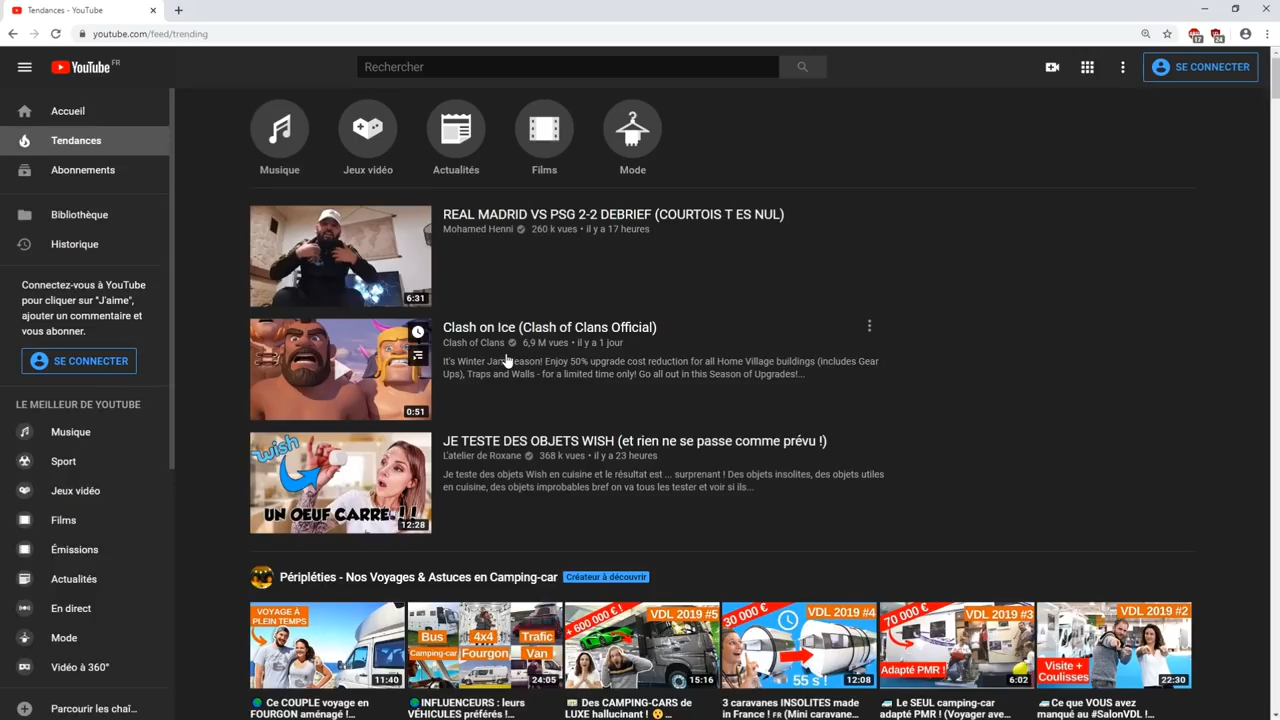 Tendances - YouTube
youtube.com/feed/trending
17
24
YouTube FR
Rechercher
SE CONNECTER
Accueil
Tendances
Abonnements
Bibliothèque
Historique
Connectez-vous à YouTube
pour cliquer sur "J'aime",
ajouter un commentaire et
vous abonner.
SE CONNECTER
LE MEILLEUR DE YOUTUBE
Musique
Sport
Jeux vidéo
Films
Émissions
Actualités
En direct
Mode
Vidéo à 360°
Parcourir les chaî...
Musique
Jeux vidéo
Actualités
Films
Mode
6:31
REAL MADRID VS PSG 2-2 DEBRIEF (COURTOIS T ES NUL)
Mohamed Henni 260 k vues • il y a 17 heures
0:51
Clash on Ice (Clash of Clans Official)
Clash of Clans 6,9 M vues • il y a 1 jour
It's Winter Jam Season! Enjoy 50% upgrade cost reduction for all Home Village buildings (includes Gear
Ups), Traps and Walls - for a limited time only! Go all out in this Season of Upgrades!...
wish
UN OEUF CARRÉ !
12:28
JE TESTE DES OBJETS WISH (et rien ne se passe comme prévu !)
L'atelier de Roxane 368 k vues • il y a 23 heures
Je teste des objets Wish en cuisine et le résultat est ... surprenant ! Des objets insolites, des objets utiles
en cuisine, des objets improbables bref on va tous les tester et voir si ils...
Péripléties - Nos Voyages & Astuces en Camping-car Créateur à découvrir
VOYAGE À
PLEIN TEMPS
11:40
Ce COUPLE voyage en
FOURGON aménagé !...
Bus 4x4 Trafic
Camping-car Fourgon Van
24:05
INFLUENCEURS : leurs
VÉHICULES préférés !...
+ 600 000 € !
VDL 2019 #5
15:16
Des CAMPING-CARS de
LUXE hallucinant ! ...
30 000 €
VDL 2019 #4
55 s !
12:08
3 caravanes INSOLITES made
in France ! FR (Mini caravane...
70 000 €
VDL 2019 #3
Adapté PMR !
6:02
Le SEUL camping-car
adapté PMR ! (Voyager ave...
VDL 2019 #2
Visite +
Coulisses
22:30
Ce que VOUS avez
manqué au #SalonVDL !...